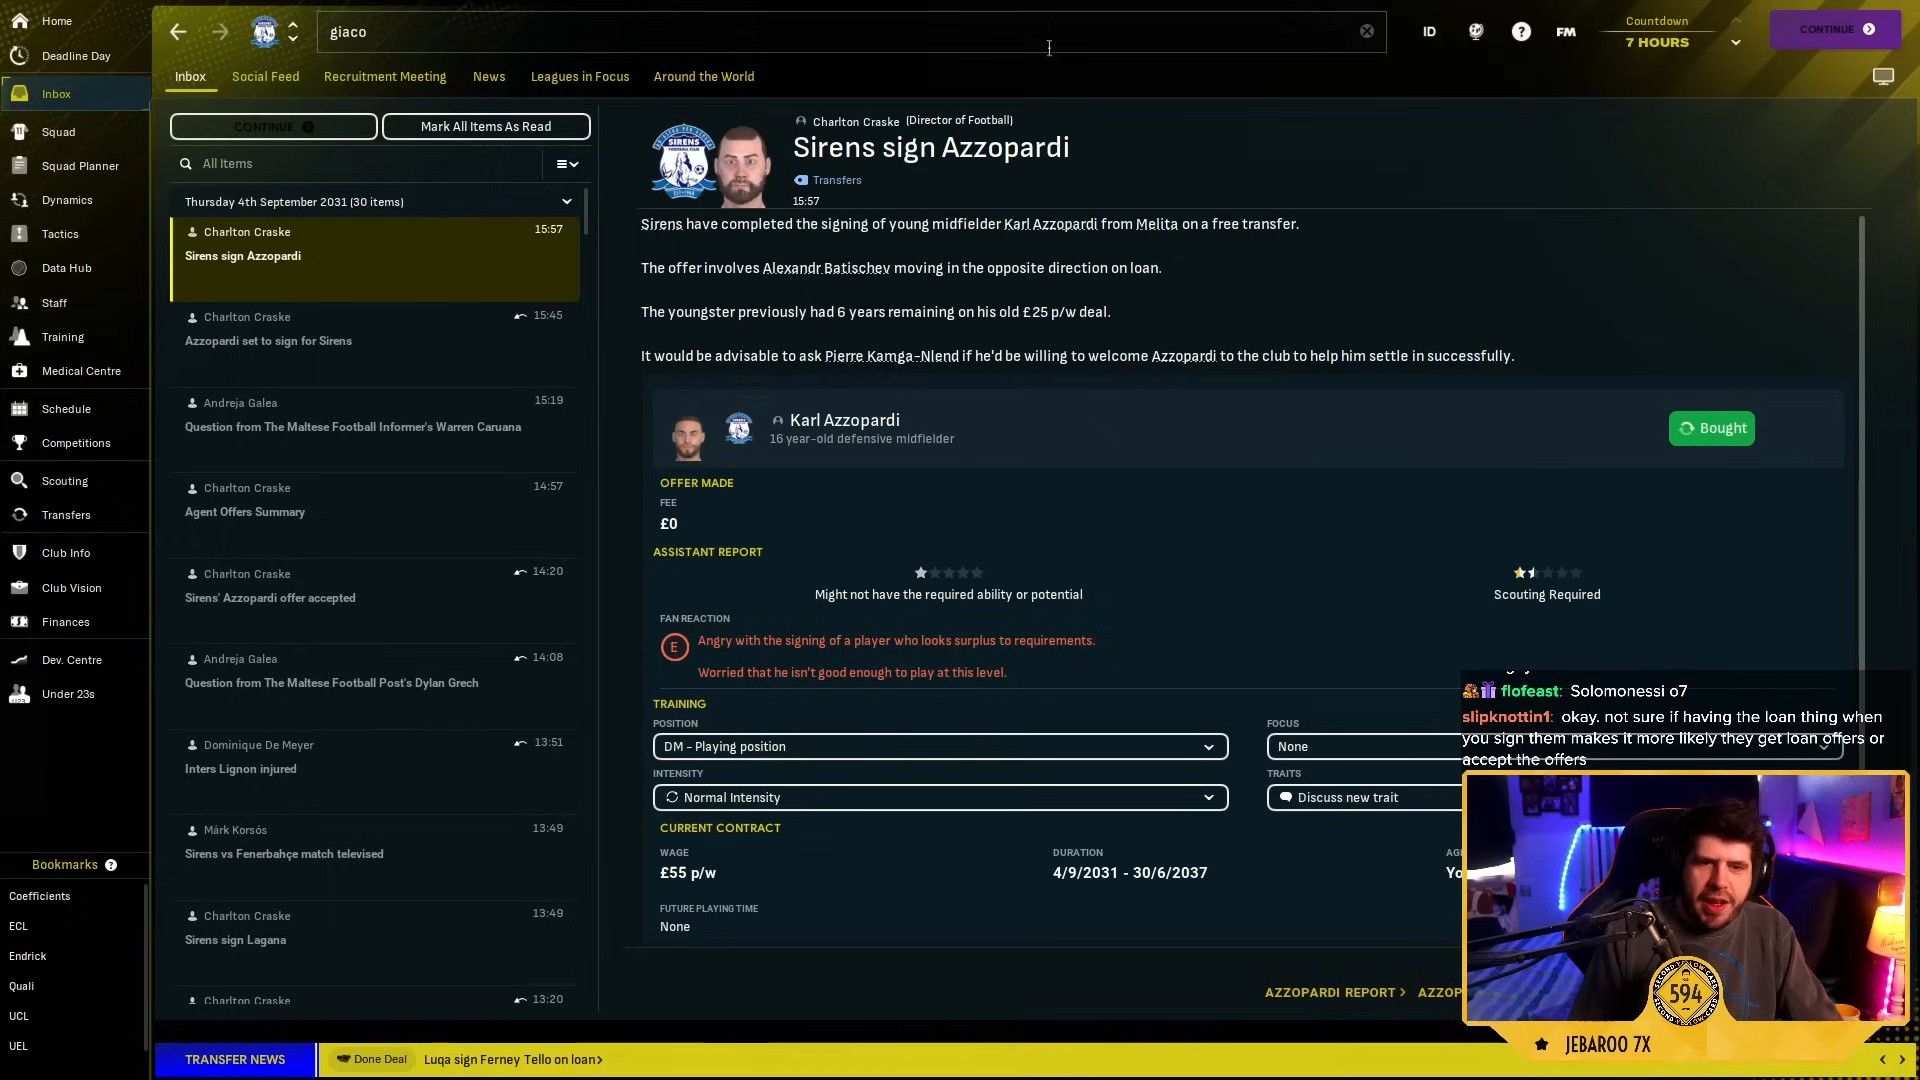 Home
Deadline Day
Inbox
Squad
Squad Planner
Dynamics
Tactics
Data Hub
Staff
Training
Medical Centre
Schedule
Competitions
Scouting
Transfers
Club Info
Club Vision
Finances
Dev. Centre
Under 23s
Bookmarks ?
Coefficients
ECL
Endrick
Quali
UCL
UEL
giaco
ID
?
FM
Countdown
7 HOURS
CONTINUE
Inbox Social Feed Recruitment Meeting News Leagues in Focus Around the World
CONTINUE
Mark All Items As Read
All Items
Thursday 4th September 2031 (30 items)
Charlton Craske 15:57
Sirens sign Azzopardi
Charlton Craske 15:45
Azzopardi set to sign for Sirens
Andreja Galea 15:19
Question from The Maltese Football Informer's Warren Caruana
Charlton Craske 14:57
Agent Offers Summary
Charlton Craske 14:20
Sirens' Azzopardi offer accepted
Andreja Galea 14:08
Question from The Maltese Football Post's Dylan Grech
Dominique De Meyer 13:51
Inters Lignon injured
Márk Korsós 13:49
Sirens vs Fenerbahçe match televised
Charlton Craske 13:49
Sirens sign Lagana
Charlton Craske 13:20
SIRENS
Charlton Craske (Director of Football)
Sirens sign Azzopardi
Transfers
15:57
Sirens have completed the signing of young midfielder Karl Azzopardi from Melita on a free transfer.
The offer involves Alexandr Batischev moving in the opposite direction on loan.
The youngster previously had 6 years remaining on his old £25 p/w deal.
It would be advisable to ask Pierre Kamga-Nlend if he'd be willing to welcome Azzopardi to the club to help him settle in successfully.
Karl Azzopardi
16 year-old defensive midfielder
Bought
OFFER MADE
FEE
£0
ASSISTANT REPORT
Might not have the required ability or potential
Scouting Required
FAN REACTION
E
Angry with the signing of a player who looks surplus to requirements.
Worried that he isn't good enough to play at this level.
TRAINING
POSITION
DM - Playing position
FOCUS
None
INTENSITY
Normal Intensity
TRAITS
Discuss new trait
CURRENT CONTRACT
WAGE
£55 p/w
DURATION
4/9/2031 - 30/6/2037
FUTURE PLAYING TIME
None
AZZOPARDI REPORT >
flofeast: Solomonessi o7
slipknottin1: okay. not sure if having the loan thing when
you sign them makes it more likely they get loan offers or
accept the offers
SECOND YELLOW CARD
594
JEBAROO 7X
TRANSFER NEWS
Done Deal
Luqa sign Ferney Tello on loan>